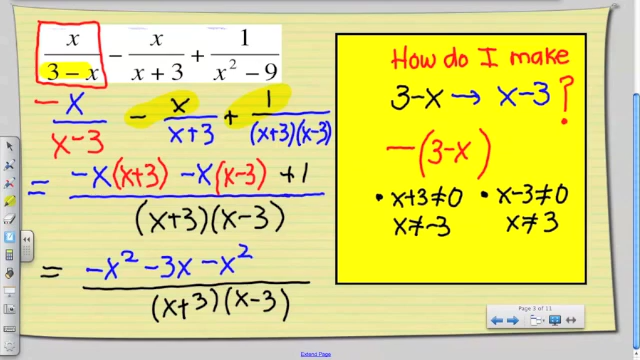 x/(3 − x) − x/(x + 3) + 1/(x² − 9)
− x/(x−3) − x/(x+3) + 1/((x+3)(x−3))
= (−x(x+3) −x(x−3) +1)/((x+3)(x−3))
= (−x² −3x −x²)/((x+3)(x−3))
How do I make
3−x → x−3 ?
−(3−x)
• x+3≠0 • x−3≠0
x≠−3 x≠3
Page 3 of 11
Extend Page